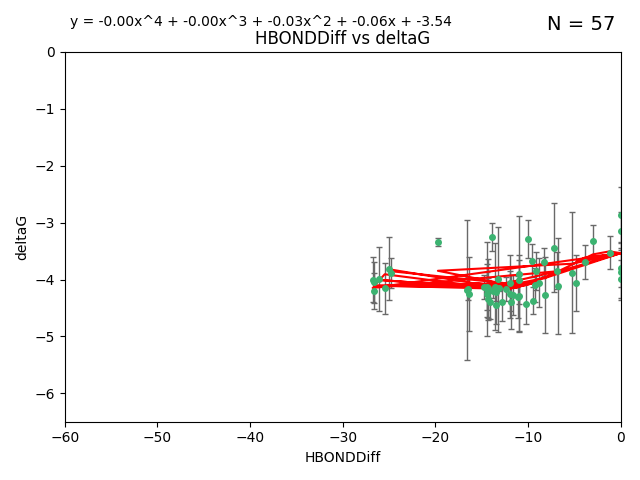 y = -0.00x^4 + -0.00x^3 + -0.03x^2 + -0.06x + -3.54
N = 57
HBONDDiff vs deltaG
deltaG
0
−1
−2
−3
−4
−5
−6
−60 −50 −40 −30 −20 −10 0
HBONDDiff